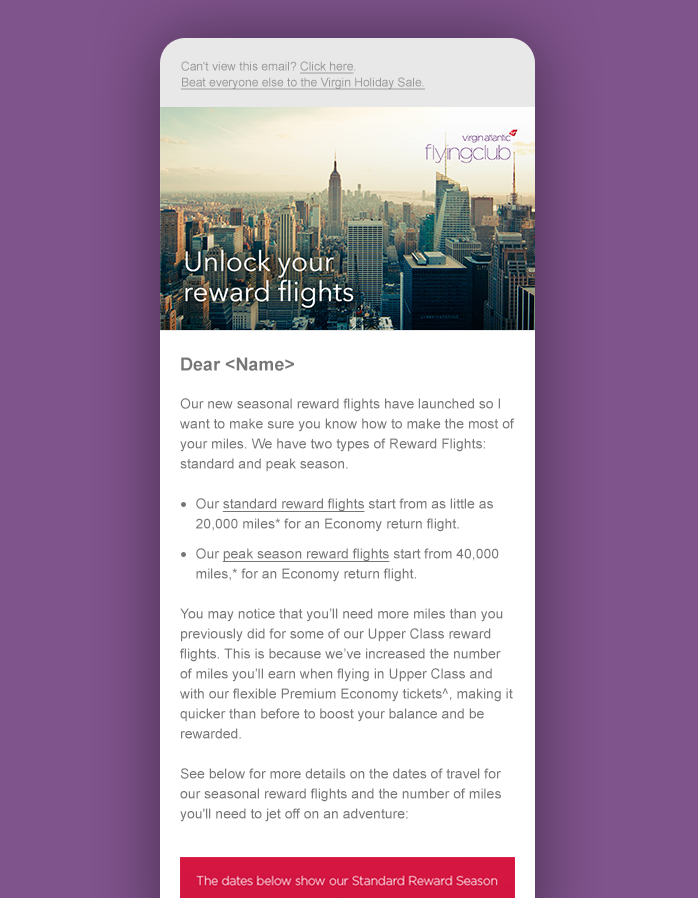 Can't view this email? Click here.
Beat everyone else to the Virgin Holiday Sale.
virgin atlantic
flyingclub
Unlock your
reward flights
Dear <Name>
Our new seasonal reward flights have launched so I
want to make sure you know how to make the most of
your miles. We have two types of Reward Flights:
standard and peak season.
• Our standard reward flights start from as little as
20,000 miles* for an Economy return flight.
• Our peak season reward flights start from 40,000
miles,* for an Economy return flight.
You may notice that you’ll need more miles than you
previously did for some of our Upper Class reward
flights. This is because we’ve increased the number
of miles you’ll earn when flying in Upper Class and
with our flexible Premium Economy tickets^, making it
quicker than before to boost your balance and be
rewarded.
See below for more details on the dates of travel for
our seasonal reward flights and the number of miles
you'll need to jet off on an adventure:
The dates below show our Standard Reward Season